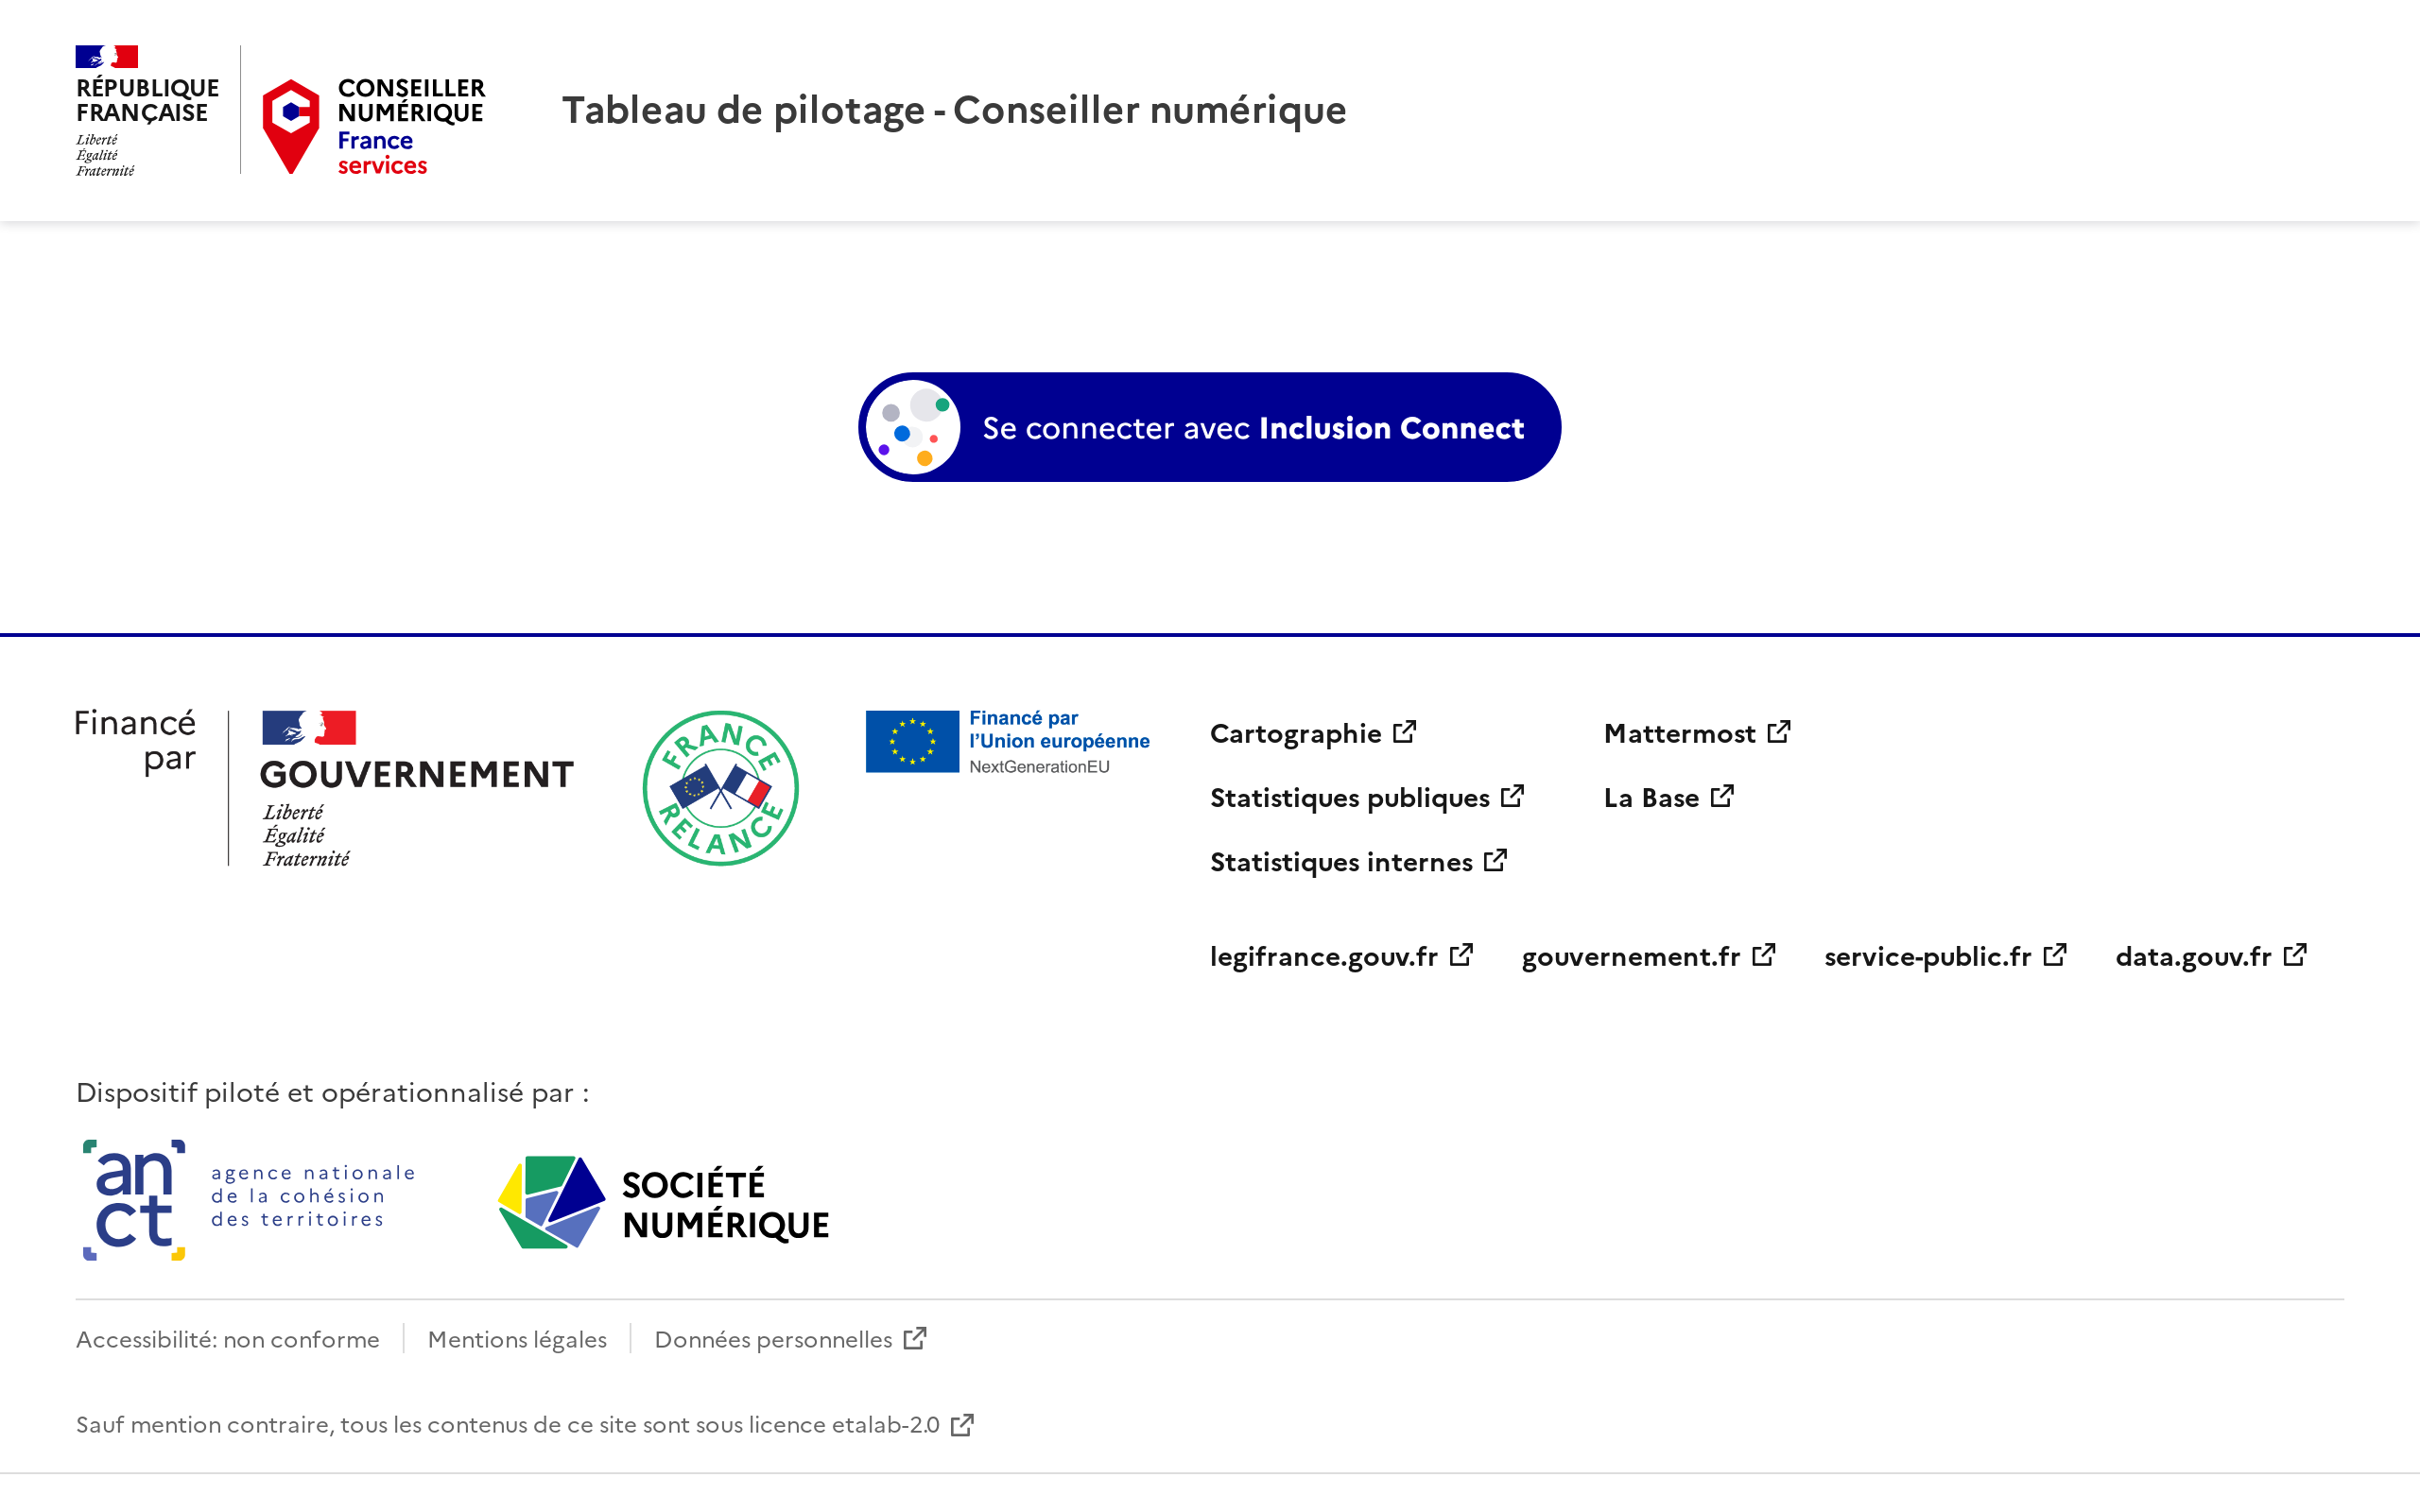 RÉPUBLIQUE
FRANÇAISE
Liberté
Égalité
Fraternité
CONSEILLER
NUMÉRIQUE
France
services
Tableau de pilotage - Conseiller numérique
Se connecter avec Inclusion Connect
Financé
par
GOUVERNEMENT
Liberté
Égalité
Fraternité
FRANCE
RELANCE
Financé par
l’Union européenne
NextGenerationEU
Cartographie
Mattermost
Statistiques publiques
La Base
Statistiques internes
legifrance.gouv.fr gouvernement.fr service-public.fr data.gouv.fr
Dispositif piloté et opérationnalisé par :
anct
agence nationale
de la cohésion
des territoires
SOCIÉTÉ
NUMÉRIQUE
Accessibilité: non conforme Mentions légales Données personnelles
Sauf mention contraire, tous les contenus de ce site sont sous licence etalab-2.0